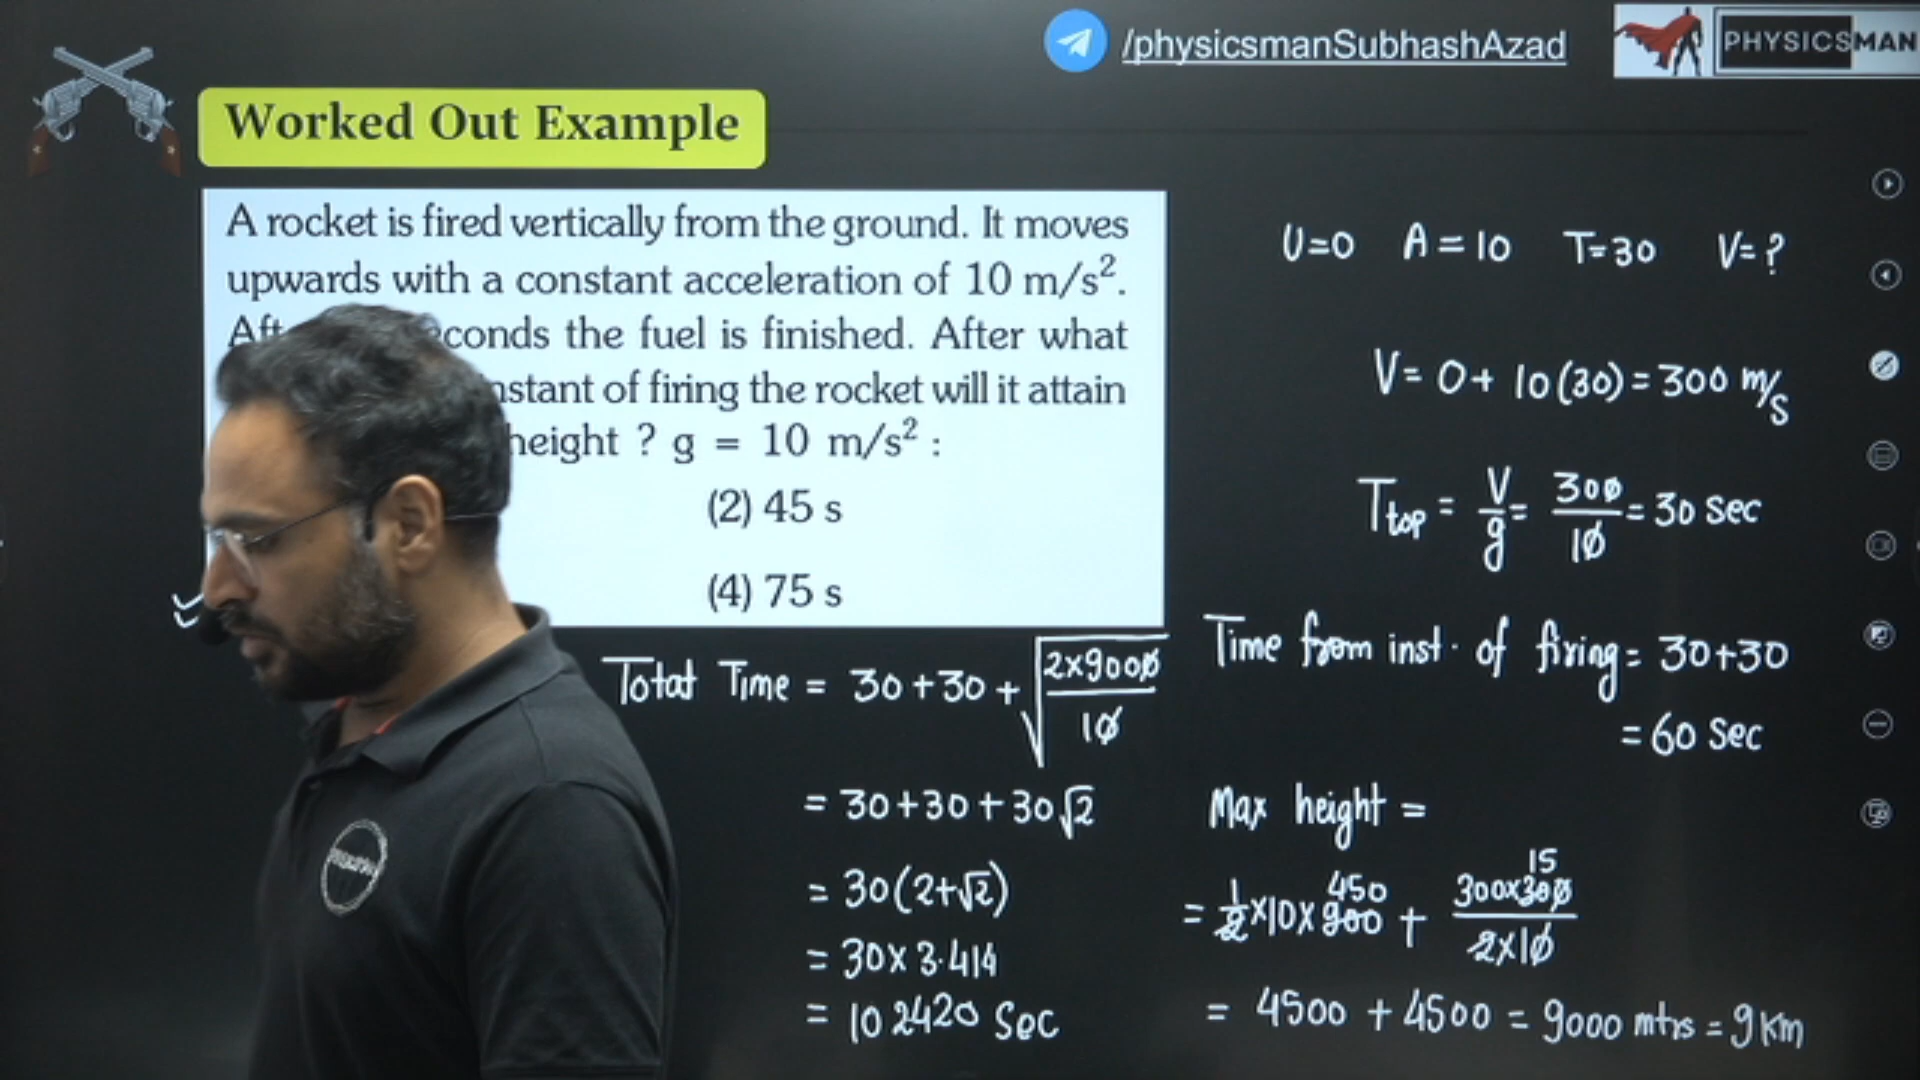 /physicsmanSubhashAzad
PHYSICSMAN
Worked Out Example
A rocket is fired vertically from the ground. It moves
upwards with a constant acceleration of 10 m/s².
the fuel is finished. After what
of firing the rocket will it attain
height ? g = 10 m/s² :
(2) 45 s
(4) 75 s
U=0 A=10 T=30 V=?
V= 0+ 10(30)=300 m/s
Ttop = V/g = 300/10 = 30 sec
Time from inst. of firing= 30+30
= 60 Sec
Max height =
= 1/2×10×900 450 + 300×300 15/2×10
= 4500 + 4500 = 9000 mtrs = 9 km
Total Time = 30+30+√(2×9000/10)
= 30+30+30√2
= 30(2+√2)
= 30×3.414
= 10 2420 Sec